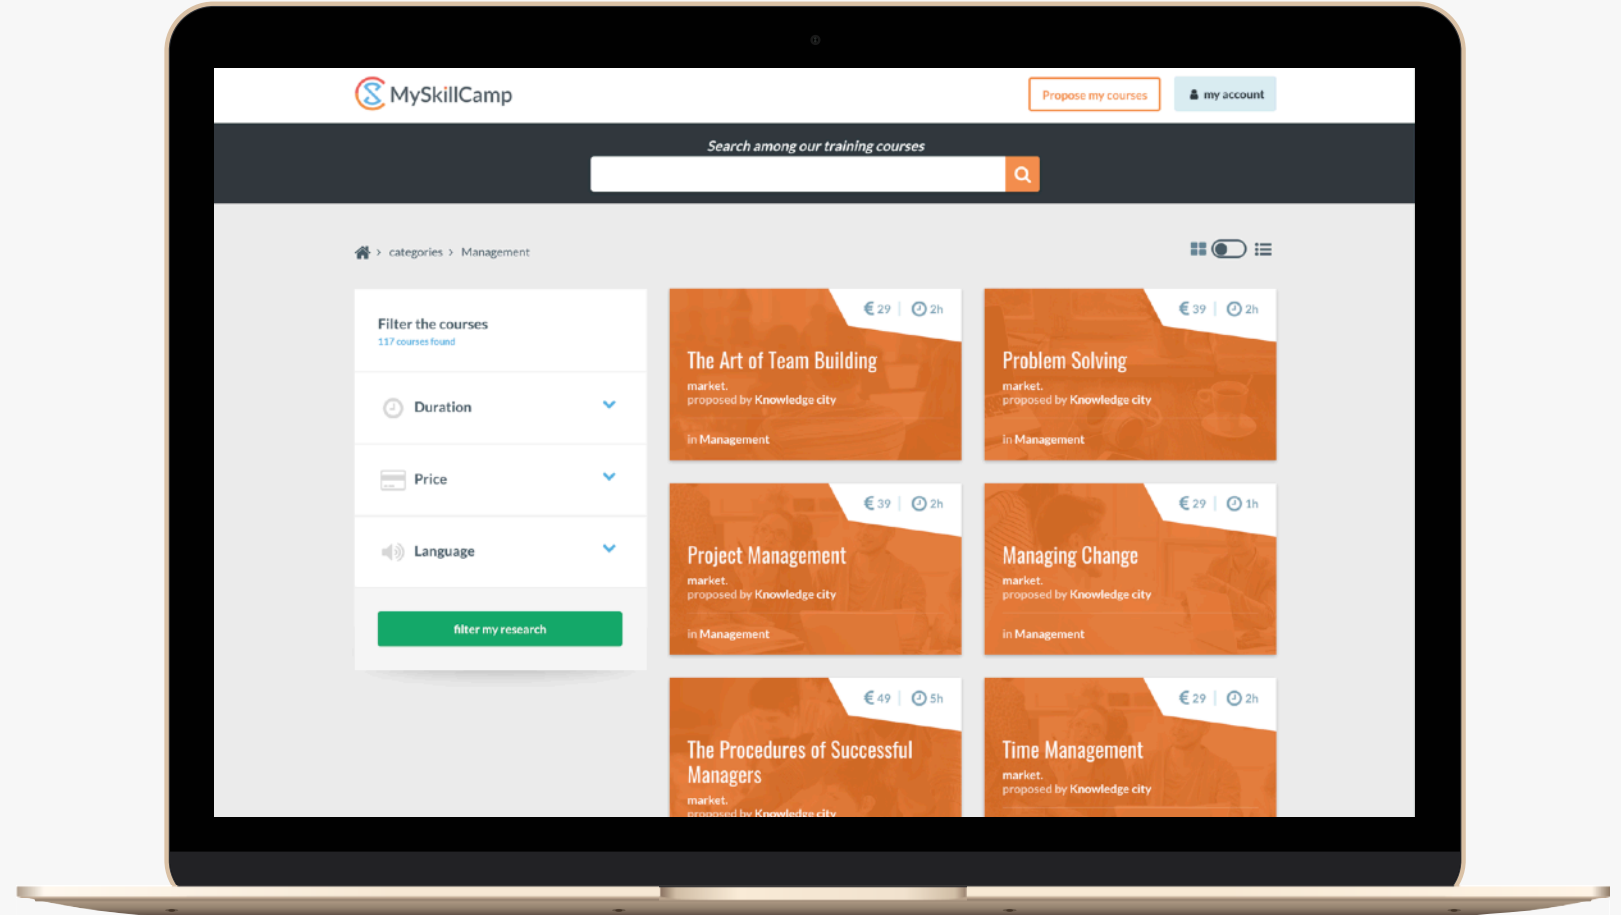 MySkillCamp
Propose my courses
my account
Search among our training courses
> categories > Management
Filter the courses
117 courses found
Duration
Price
Language
filter my research
€ 29 | 2h
The Art of Team Building
market.
proposed by Knowledge city
in Management
€ 39 | 2h
Problem Solving
market.
proposed by Knowledge city
in Management
€ 39 | 2h
Project Management
market.
proposed by Knowledge city
in Management
€ 29 | 1h
Managing Change
market.
proposed by Knowledge city
in Management
€ 49 | 5h
The Procedures of Successful
Managers
market.
proposed by Knowledge city
€ 29 | 2h
Time Management
market.
proposed by Knowledge city